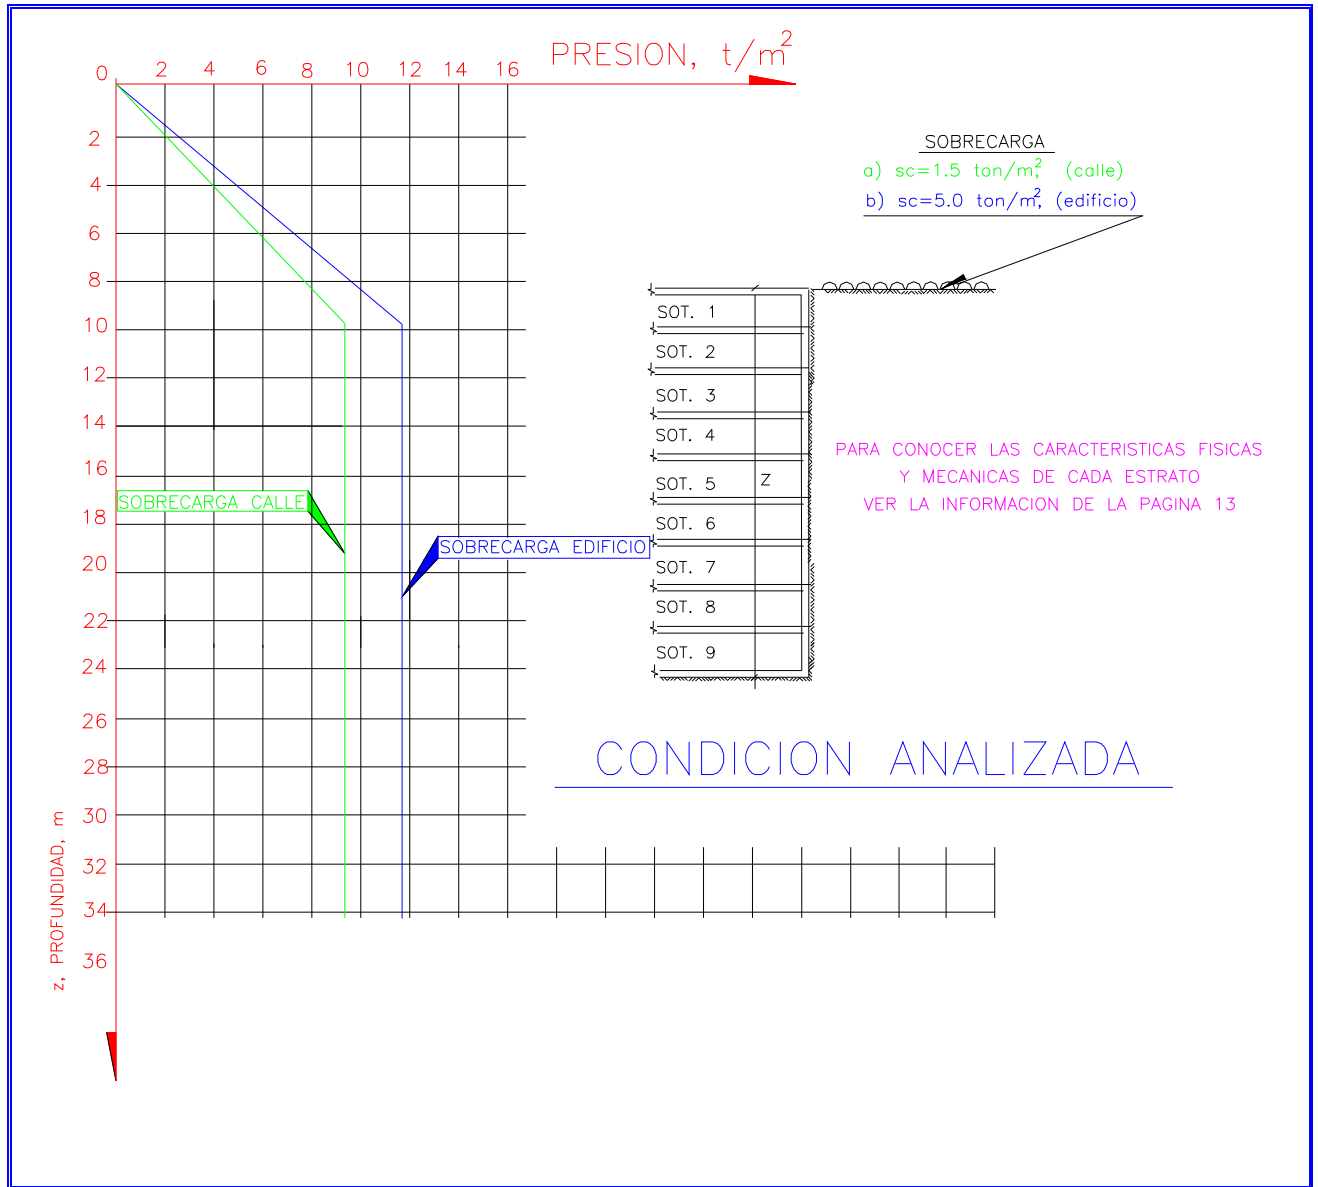 PRESION, t/m²
0 2 4 6 8 10 12 14 16
2
4
6
8
10
12
14
16
18
20
22
24
26
28
30
32
34
36
z, PROFUNDIDAD, m
SOBRECARGA CALLE
SOBRECARGA EDIFICIO
SOBRECARGA
a) sc=1.5 ton/m², (calle)
b) sc=5.0 ton/m², (edificio)
SOT. 1
SOT. 2
SOT. 3
SOT. 4
SOT. 5
Z
SOT. 6
SOT. 7
SOT. 8
SOT. 9
PARA CONOCER LAS CARACTERISTICAS FISICAS
Y MECANICAS DE CADA ESTRATO
VER LA INFORMACION DE LA PAGINA 13
CONDICION ANALIZADA